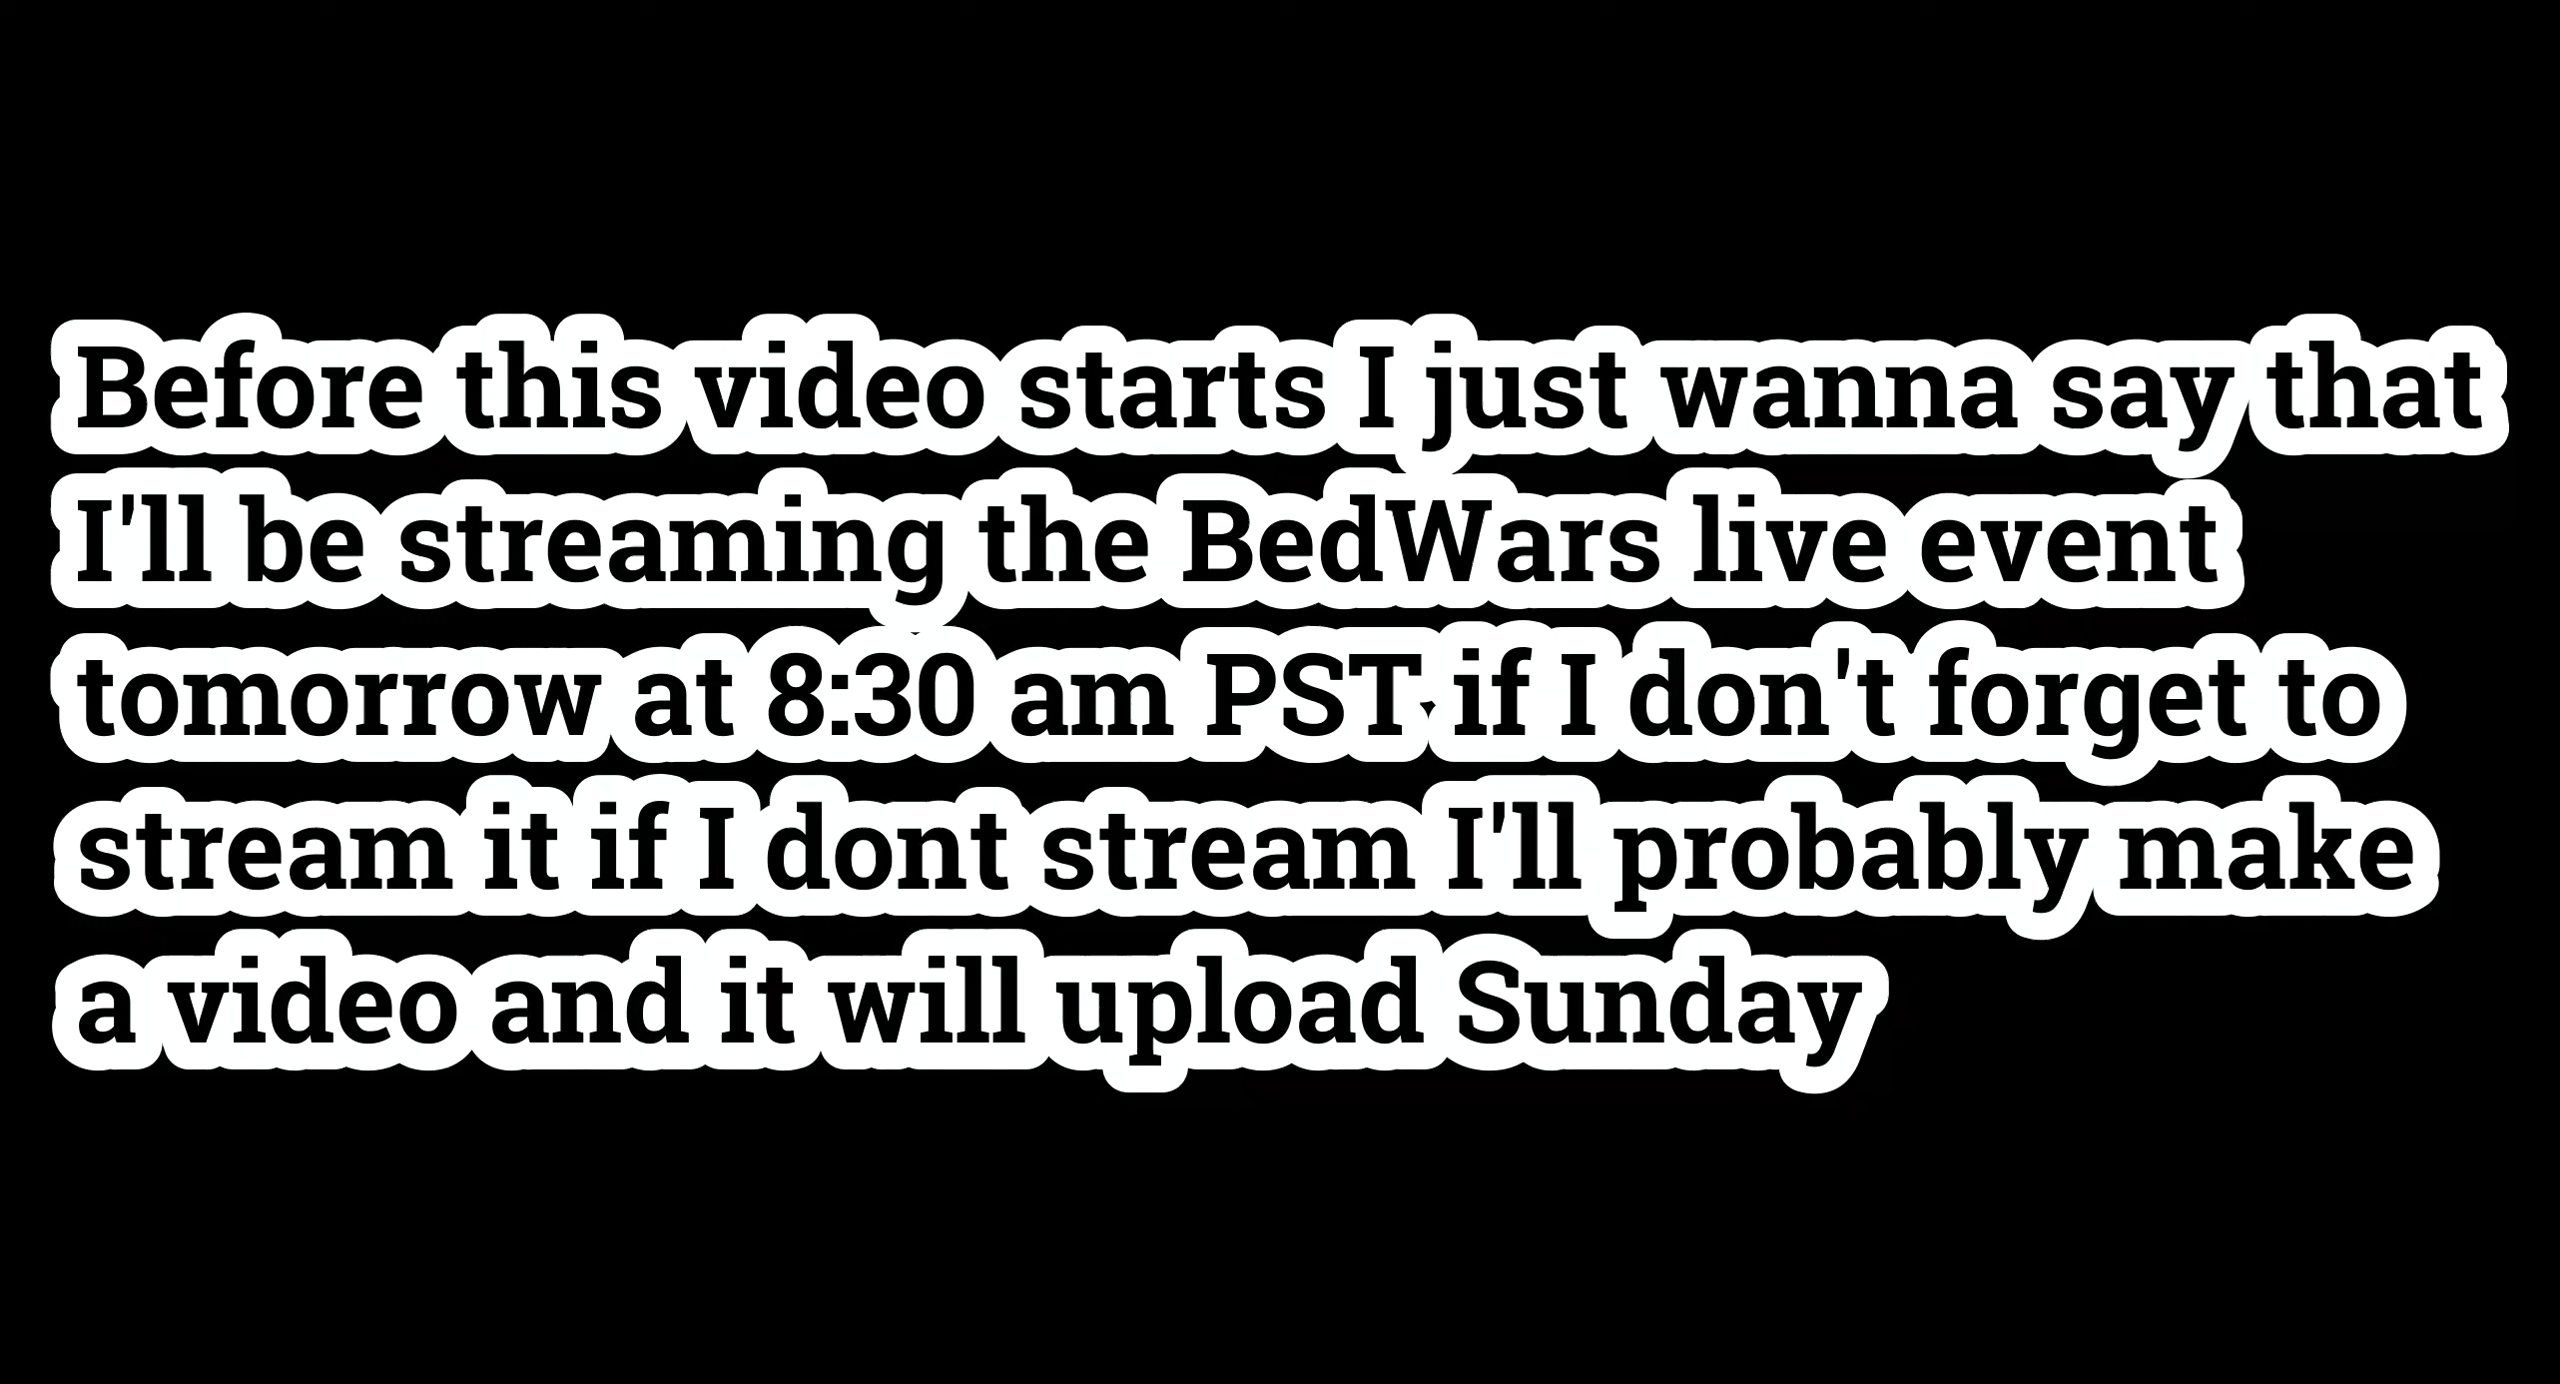 Before this video starts I just wanna say that
I'll be streaming the BedWars live event
tomorrow at 8:30 am PST if I don't forget to
stream it if I dont stream I'll probably make
a video and it will upload Sunday